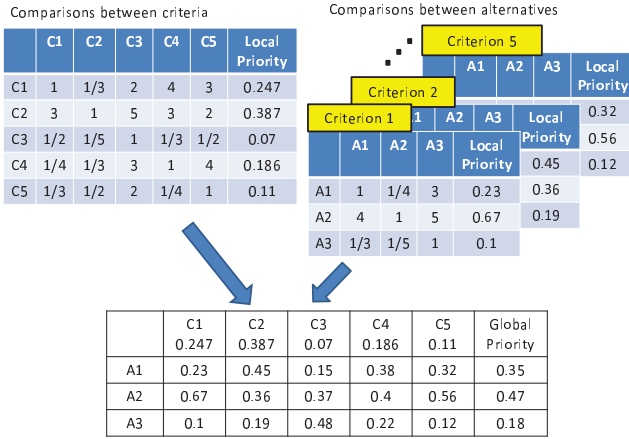 Comparisons between criteria
C1 C2 C3 C4 C5 Local Priority
C1 1 1/3 2 4 3 0.247
C2 3 1 5 3 2 0.387
C3 1/2 1/5 1 1/3 1/2 0.07
C4 1/4 1/3 3 1 4 0.186
C5 1/3 1/2 2 1/4 1 0.11
Comparisons between alternatives
Criterion 5
A1 A2 A3 Local Priority
0.32
0.56
0.12
Criterion 2
A2 A3 Local Priority
0.45
0.36
0.19
Criterion 1
A1 A2 A3 Local Priority
A1 1 1/4 3 0.23
A2 4 1 5 0.67
A3 1/3 1/5 1 0.1
C1 C2 C3 C4 C5 Global
0.247 0.387 0.07 0.186 0.11 Priority
A1 0.23 0.45 0.15 0.38 0.32 0.35
A2 0.67 0.36 0.37 0.4 0.56 0.47
A3 0.1 0.19 0.48 0.22 0.12 0.18